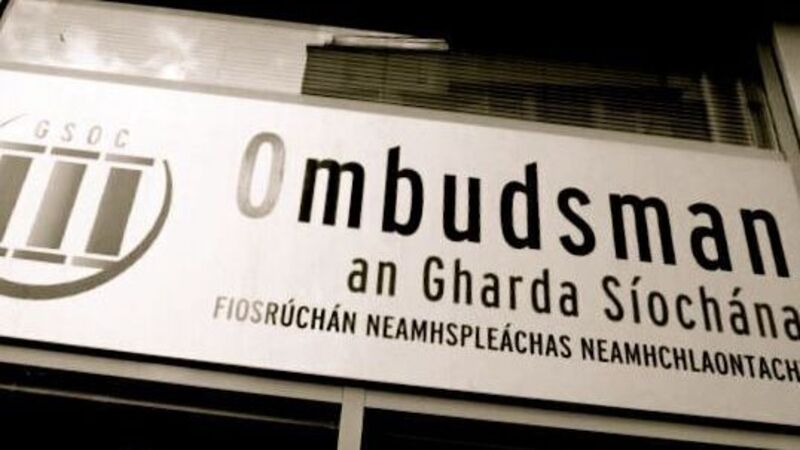 GSOC
Ombudsman
an Gharda Síochána
FIOSRÚCHÁN NEAMHSPLEÁCHAS NEAMHCHLAONTACH